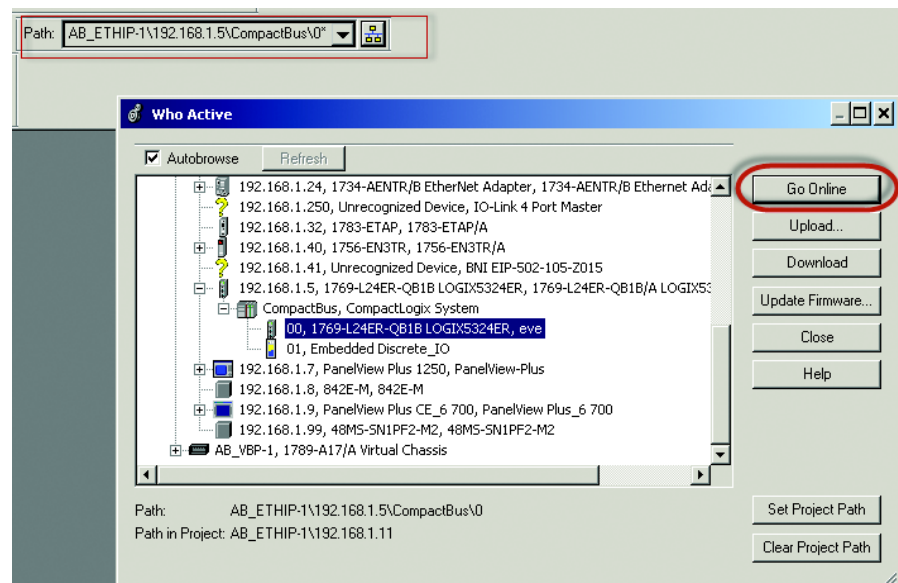 Path: AB_ETHIP-1\192.168.1.5\CompactBus\0*
Who Active
Autobrowse Refresh
192.168.1.24, 1734-AENTR/B EtherNet Adapter, 1734-AENTR/B Ethernet Ada
192.168.1.250, Unrecognized Device, IO-Link 4 Port Master
192.168.1.32, 1783-ETAP, 1783-ETAP/A
192.168.1.40, 1756-EN3TR, 1756-EN3TR/A
192.168.1.41, Unrecognized Device, BNI EIP-502-105-Z015
192.168.1.5, 1769-L24ER-QB1B LOGIX5324ER, 1769-L24ER-QB1B/A LOGIX53
CompactBus, CompactLogix System
00, 1769-L24ER-QB1B LOGIX5324ER, eve
01, Embedded Discrete_IO
192.168.1.7, PanelView Plus 1250, PanelView-Plus
192.168.1.8, 842E-M, 842E-M
192.168.1.9, PanelView Plus CE_6 700, PanelView Plus_6 700
192.168.1.99, 48MS-SN1PF2-M2, 48MS-SN1PF2-M2
AB_VBP-1, 1789-A17/A Virtual Chassis
Go Online
Upload...
Download
Update Firmware...
Close
Help
Path: AB_ETHIP-1\192.168.1.5\CompactBus\0
Path in Project: AB_ETHIP-1\192.168.1.11
Set Project Path
Clear Project Path